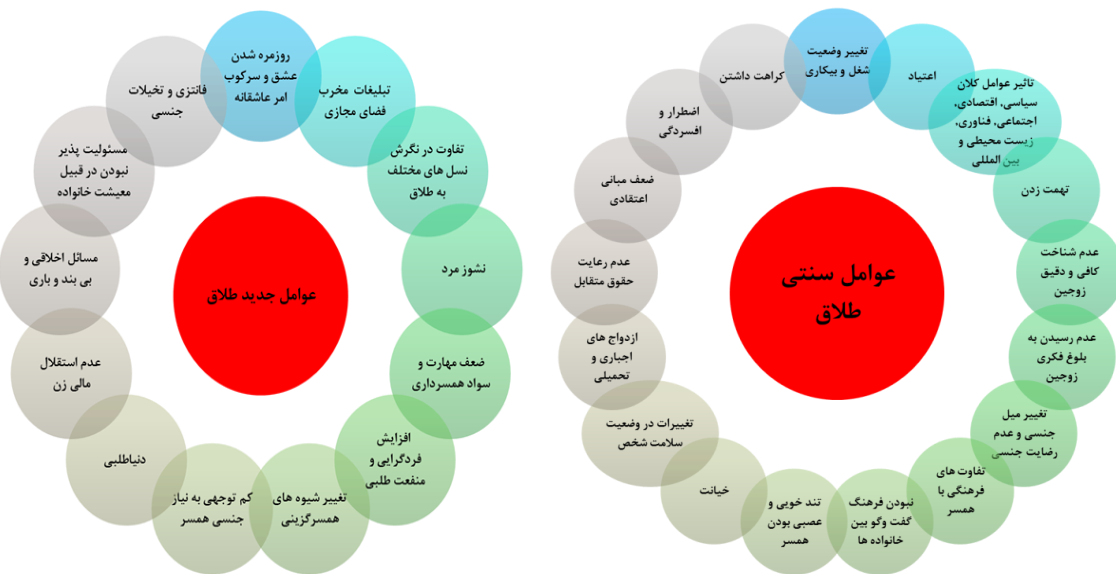 عوامل سنتی
طلاق
تغییر وضعیت
شغل و بیکاری
اعتیاد
تاثیر عوامل کلان
سیاسی، اقتصادی،
اجتماعی، فناوری،
زیست محیطی و
بین المللی
تهمت زدن
عدم شناخت
کافی و دقیق
زوجین
عدم رسیدن به
بلوغ فکری
زوجین
تغییر میل
جنسی و عدم
رضایت جنسی
تفاوت های
فرهنگی با
همسر
نبودن فرهنگ
گفت وگو بین
خانواده ها
تند خویی و
عصبی بودن
همسر
خیانت
تغییرات در وضعیت
سلامت شخص
ازدواج های
اجباری و
تحمیلی
عدم رعایت
حقوق متقابل
ضعف مبانی
اعتقادی
اضطرار و
افسردگی
کراهت داشتن
عوامل جدید طلاق
روزمره شدن
عشق و سرکوب
امر عاشقانه
تبلیغات مخرب
فضای مجازی
تفاوت در نگرش
نسل های مختلف
به طلاق
نشوز مرد
ضعف مهارت و
سواد همسرداری
افزایش
فردگرایی و
منفعت طلبی
تغییر شیوه های
همسرگزینی
کم توجهی به نیاز
جنسی همسر
دنیاطلبی
عدم استقلال
مالی زن
مسائل اخلاقی و
بی بند و باری
مسئولیت پذیر
نبودن در قبیل
معیشت خانواده
فانتزی و تخیلات
جنسی